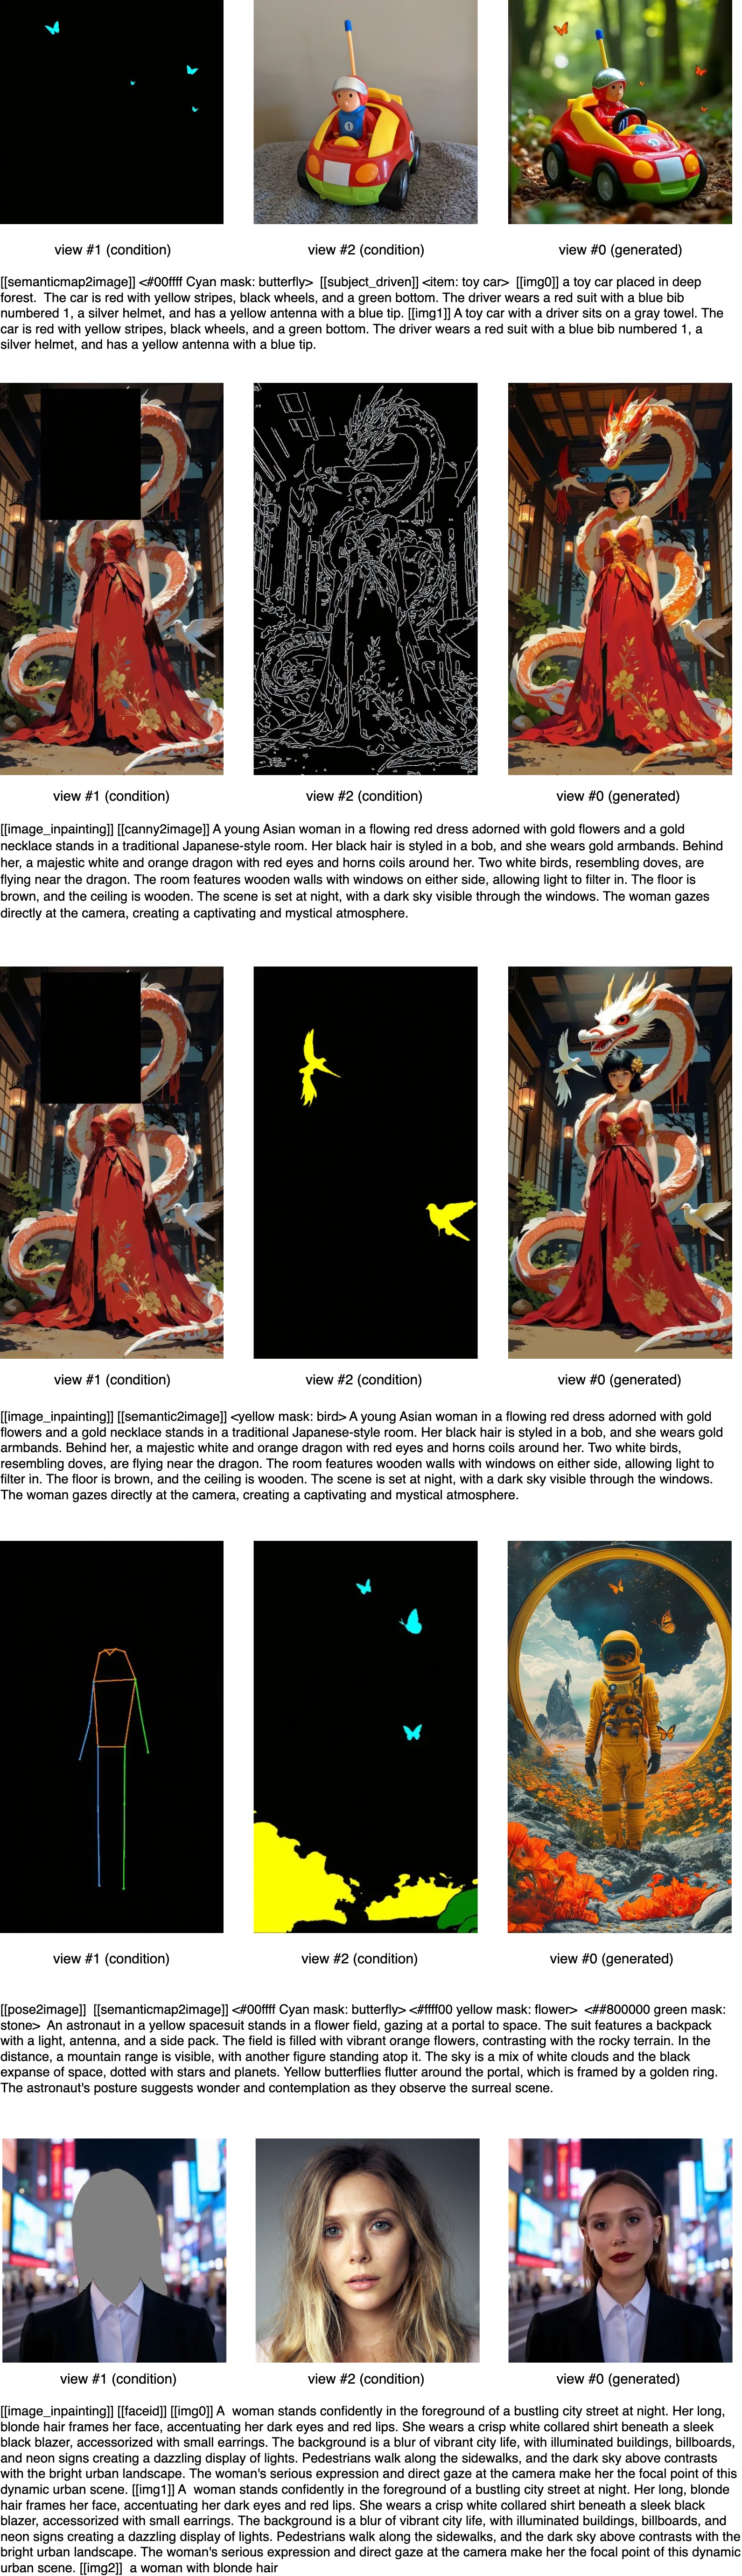 view #1 (condition)
view #2 (condition)
view #0 (generated)
[[semanticmap2image]] <#00ffff Cyan mask: butterfly>  [[subject_driven]] <item: toy car>  [[img0]] a toy car placed in deep
forest.  The car is red with yellow stripes, black wheels, and a green bottom. The driver wears a red suit with a blue bib
numbered 1, a silver helmet, and has a yellow antenna with a blue tip. [[img1]] A toy car with a driver sits on a gray towel. The
car is red with yellow stripes, black wheels, and a green bottom. The driver wears a red suit with a blue bib numbered 1, a
silver helmet, and has a yellow antenna with a blue tip.
view #1 (condition)
view #2 (condition)
view #0 (generated)
[[image_inpainting]] [[canny2image]] A young Asian woman in a flowing red dress adorned with gold flowers and a gold
necklace stands in a traditional Japanese-style room. Her black hair is styled in a bob, and she wears gold armbands. Behind
her, a majestic white and orange dragon with red eyes and horns coils around her. Two white birds, resembling doves, are
flying near the dragon. The room features wooden walls with windows on either side, allowing light to filter in. The floor is
brown, and the ceiling is wooden. The scene is set at night, with a dark sky visible through the windows. The woman gazes
directly at the camera, creating a captivating and mystical atmosphere.
view #1 (condition)
view #2 (condition)
view #0 (generated)
[[image_inpainting]] [[semantic2image]] <yellow mask: bird> A young Asian woman in a flowing red dress adorned with gold
flowers and a gold necklace stands in a traditional Japanese-style room. Her black hair is styled in a bob, and she wears gold
armbands. Behind her, a majestic white and orange dragon with red eyes and horns coils around her. Two white birds,
resembling doves, are flying near the dragon. The room features wooden walls with windows on either side, allowing light to
filter in. The floor is brown, and the ceiling is wooden. The scene is set at night, with a dark sky visible through the windows.
The woman gazes directly at the camera, creating a captivating and mystical atmosphere.
view #1 (condition)
view #2 (condition)
view #0 (generated)
[[pose2image]]  [[semanticmap2image]] <#00ffff Cyan mask: butterfly> <#ffff00 yellow mask: flower>  <##800000 green mask:
stone>  An astronaut in a yellow spacesuit stands in a flower field, gazing at a portal to space. The suit features a backpack
with a light, antenna, and a side pack. The field is filled with vibrant orange flowers, contrasting with the rocky terrain. In the
distance, a mountain range is visible, with another figure standing atop it. The sky is a mix of white clouds and the black
expanse of space, dotted with stars and planets. Yellow butterflies flutter around the portal, which is framed by a golden ring.
The astronaut's posture suggests wonder and contemplation as they observe the surreal scene.
view #1 (condition)
view #2 (condition)
view #0 (generated)
[[image_inpainting]] [[faceid]] [[img0]] A  woman stands confidently in the foreground of a bustling city street at night. Her long,
blonde hair frames her face, accentuating her dark eyes and red lips. She wears a crisp white collared shirt beneath a sleek
black blazer, accessorized with small earrings. The background is a blur of vibrant city life, with illuminated buildings, billboards,
and neon signs creating a dazzling display of lights. Pedestrians walk along the sidewalks, and the dark sky above contrasts
with the bright urban landscape. The woman's serious expression and direct gaze at the camera make her the focal point of this
dynamic urban scene. [[img1]] A  woman stands confidently in the foreground of a bustling city street at night. Her long, blonde
hair frames her face, accentuating her dark eyes and red lips. She wears a crisp white collared shirt beneath a sleek black
blazer, accessorized with small earrings. The background is a blur of vibrant city life, with illuminated buildings, billboards, and
neon signs creating a dazzling display of lights. Pedestrians walk along the sidewalks, and the dark sky above contrasts with the
bright urban landscape. The woman's serious expression and direct gaze at the camera make her the focal point of this dynamic
urban scene. [[img2]]  a woman with blonde hair